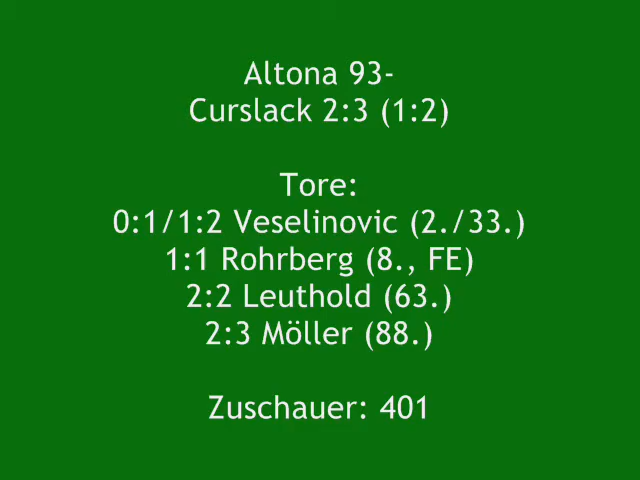 Altona 93-
Curslack 2:3 (1:2)
Tore:
0:1/1:2 Veselinovic (2./33.)
1:1 Rohrberg (8., FE)
2:2 Leuthold (63.)
2:3 Möller (88.)
Zuschauer: 401